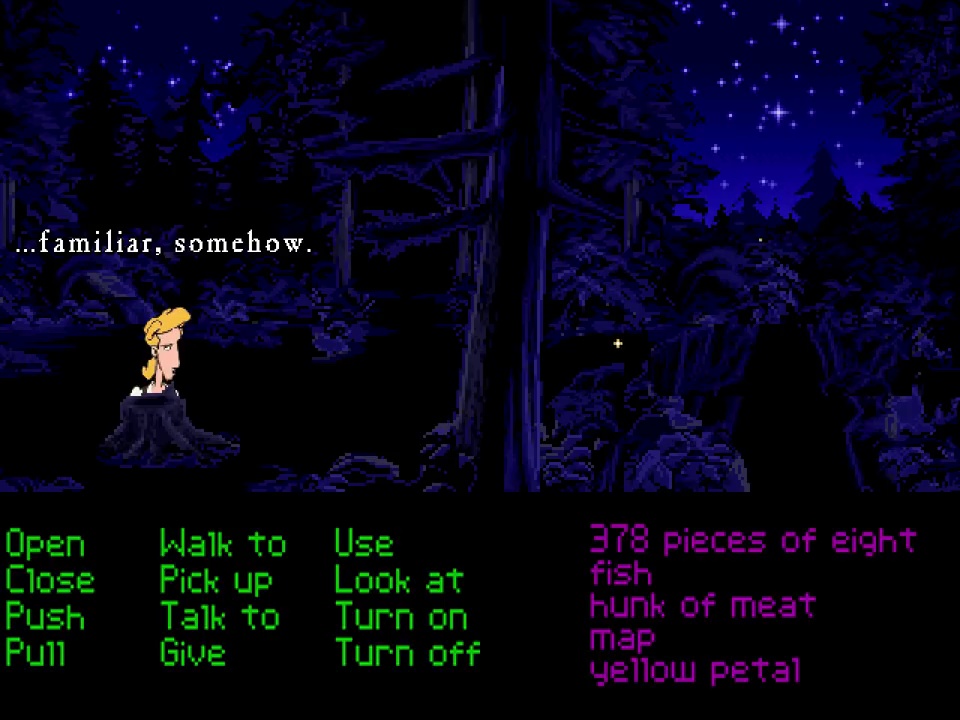 ...familiar, somehow.
Open Walk to Use
Close Pick up Look at
Push Talk to Turn on
Pull Give Turn off
378 pieces of eight
fish
hunk of meat
map
yellow petal